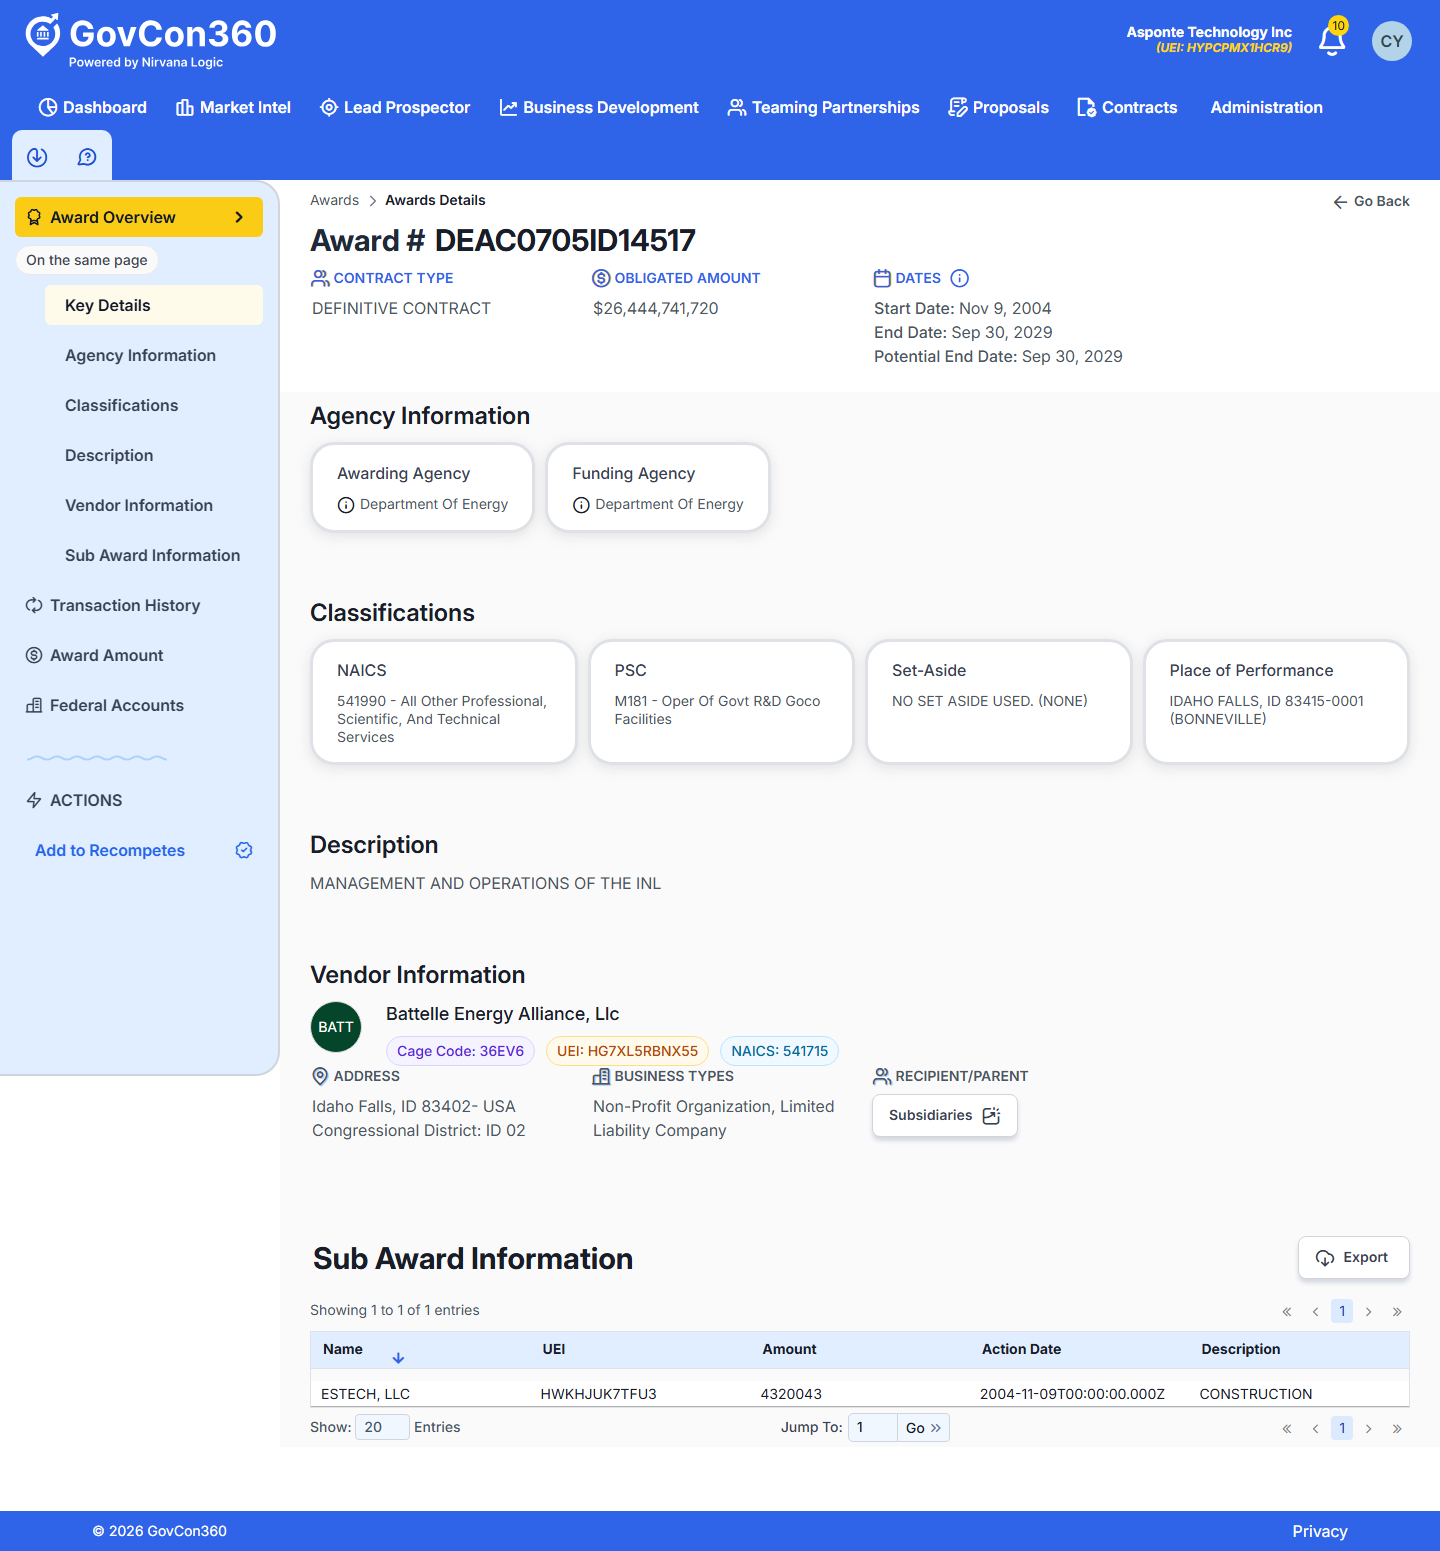 GovCon360
Powered by Nirvana Logic
Asponte Technology Inc
(UEI: HYPCPMX1HCR9)
10
CY
Dashboard
Market Intel
Lead Prospector
Business Development
Teaming Partnerships
Proposals
Contracts
Administration
Award Overview
On the same page
Key Details
Agency Information
Classifications
Description
Vendor Information
Sub Award Information
Transaction History
Award Amount
Federal Accounts
ACTIONS
Add to Recompetes
Awards > Awards Details
Go Back
Award # DEAC0705ID14517
CONTRACT TYPE
DEFINITIVE CONTRACT
OBLIGATED AMOUNT
$26,444,741,720
DATES
Start Date: Nov 9, 2004
End Date: Sep 30, 2029
Potential End Date: Sep 30, 2029
Agency Information
Awarding Agency
Department Of Energy
Funding Agency
Department Of Energy
Classifications
NAICS
541990 - All Other Professional,
Scientific, And Technical
Services
PSC
M181 - Oper Of Govt R&D Goco
Facilities
Set-Aside
NO SET ASIDE USED. (NONE)
Place of Performance
IDAHO FALLS, ID 83415-0001
(BONNEVILLE)
Description
MANAGEMENT AND OPERATIONS OF THE INL
Vendor Information
BATT
Battelle Energy Alliance, Llc
Cage Code: 36EV6
UEI: HG7XL5RBNX55
NAICS: 541715
ADDRESS
Idaho Falls, ID 83402- USA
Congressional District: ID 02
BUSINESS TYPES
Non-Profit Organization, Limited
Liability Company
RECIPIENT/PARENT
Subsidiaries
Sub Award Information
Export
Showing 1 to 1 of 1 entries
« ‹ 1 › »
Name UEI Amount Action Date Description
ESTECH, LLC HWKHJUK7TFU3 4320043 2004-11-09T00:00:00.000Z CONSTRUCTION
Show: 20 Entries
Jump To: 1 Go »
« ‹ 1 › »
© 2026 GovCon360
Privacy